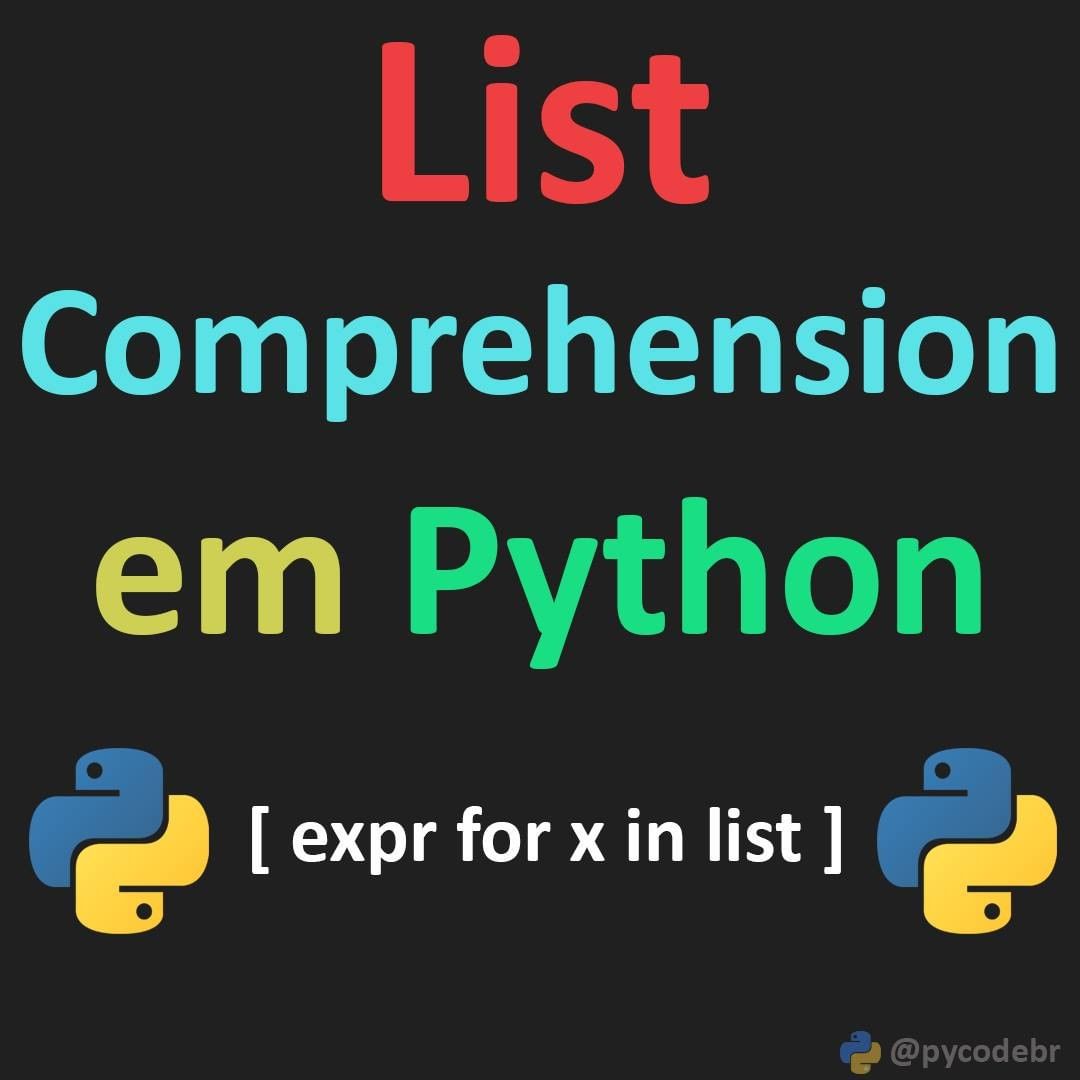 List
Comprehension
em Python
[ expr for x in list ]
@pycodebr